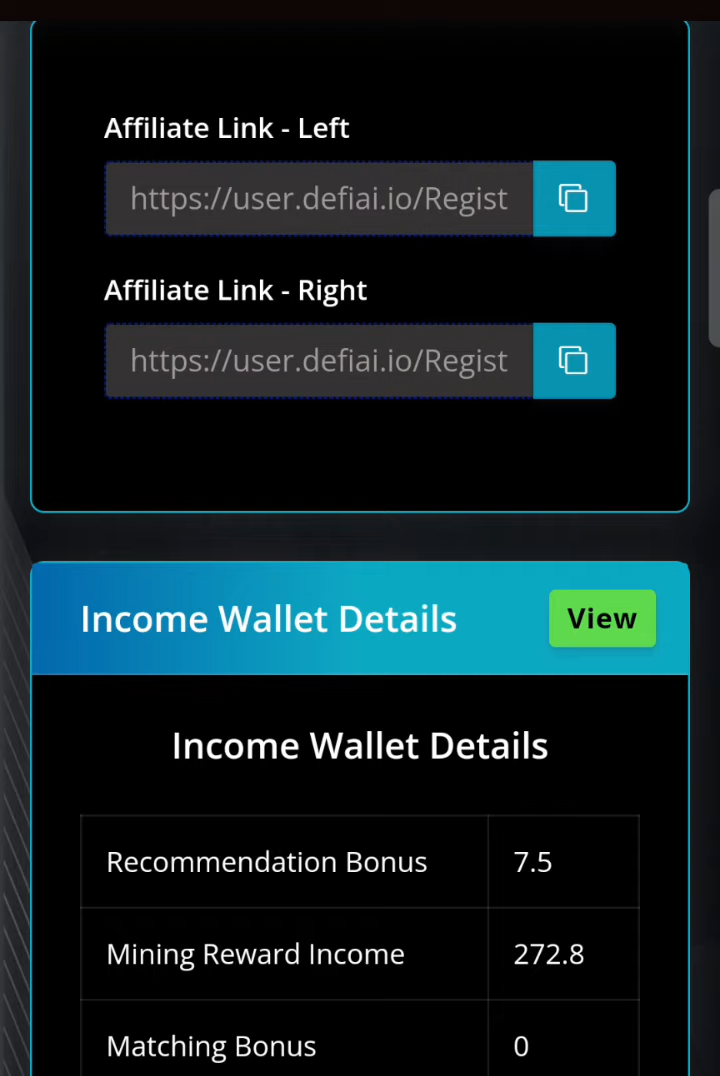 Affiliate Link - Left
https://user.defiai.io/Regist
Affiliate Link - Right
https://user.defiai.io/Regist
Income Wallet Details
View
Income Wallet Details
Recommendation Bonus 7.5
Mining Reward Income 272.8
Matching Bonus 0